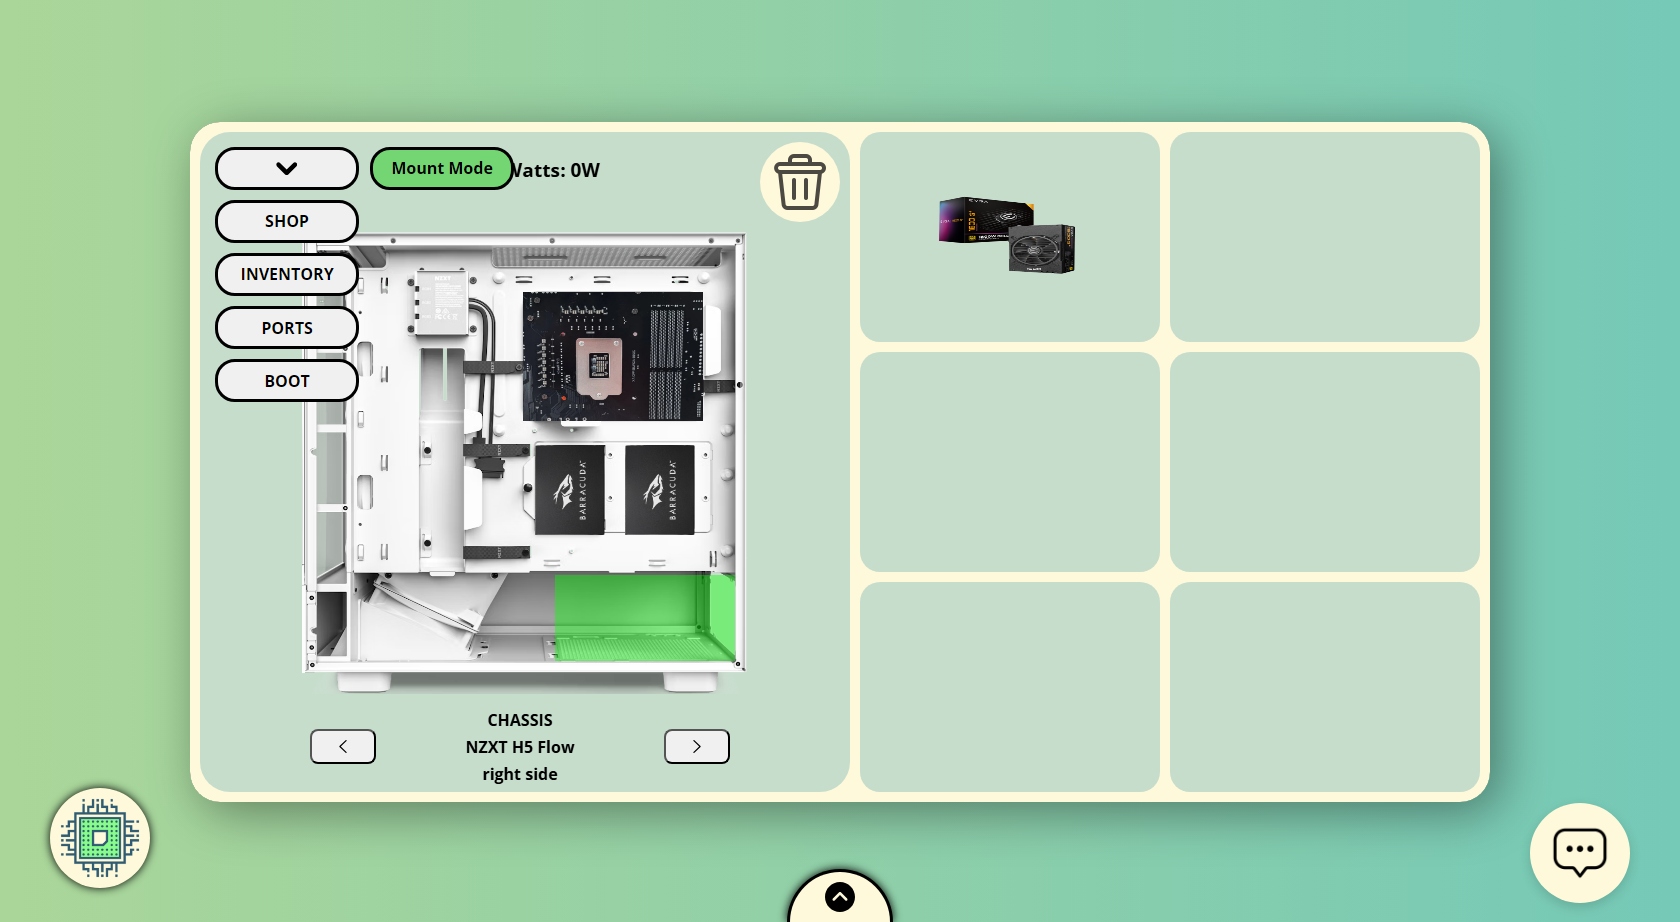 Mount Mode
Watts: 0W
SHOP
INVENTORY
PORTS
BOOT
BARRACUDA
BARRACUDA
CHASSIS
NZXT H5 Flow
right side